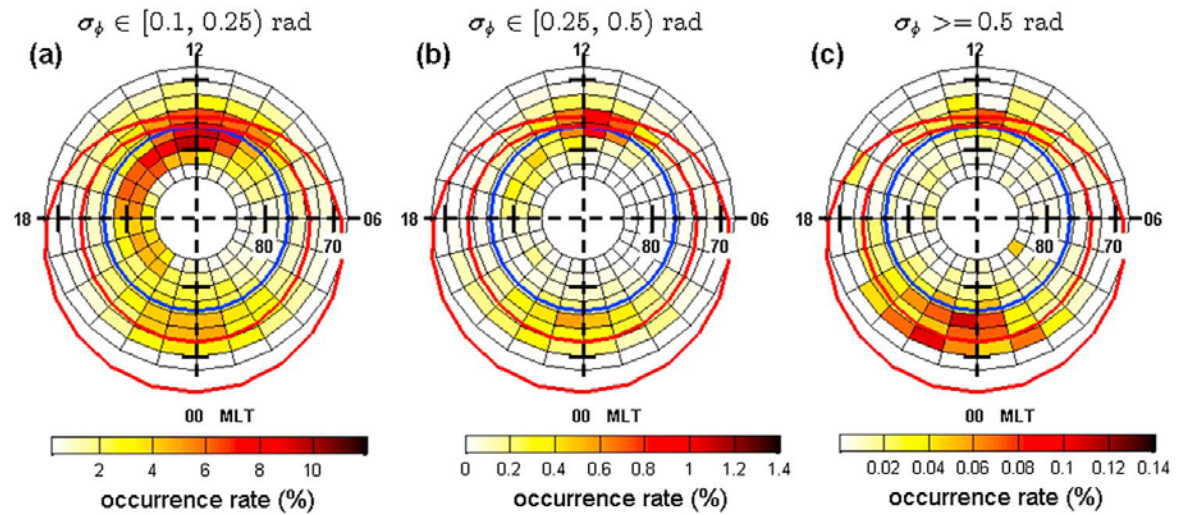 σ_ϕ ∈ [0.1, 0.25) rad
σ_ϕ ∈ [0.25, 0.5) rad
σ_ϕ >= 0.5 rad
(a)
12
18
06
80
70
00 MLT
(b)
12
18
06
80
70
00 MLT
(c)
12
18
06
80
70
00 MLT
2 4 6 8 10
occurrence rate (%)
0 0.2 0.4 0.6 0.8 1 1.2 1.4
occurrence rate (%)
0.02 0.04 0.06 0.08 0.1 0.12 0.14
occurrence rate (%)